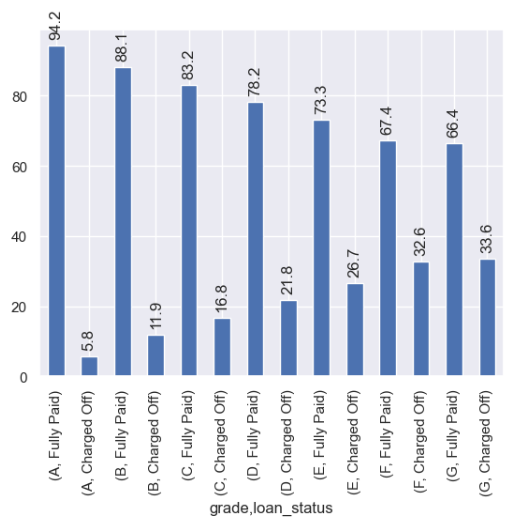 94.2
5.8
88.1
11.9
83.2
16.8
78.2
21.8
73.3
26.7
67.4
32.6
66.4
33.6
80
60
40
20
0
(A, Fully Paid)
(A, Charged Off)
(B, Fully Paid)
(B, Charged Off)
(C, Fully Paid)
(C, Charged Off)
(D, Fully Paid)
(D, Charged Off)
(E, Fully Paid)
(E, Charged Off)
(F, Fully Paid)
(F, Charged Off)
(G, Fully Paid)
(G, Charged Off)
grade,loan_status